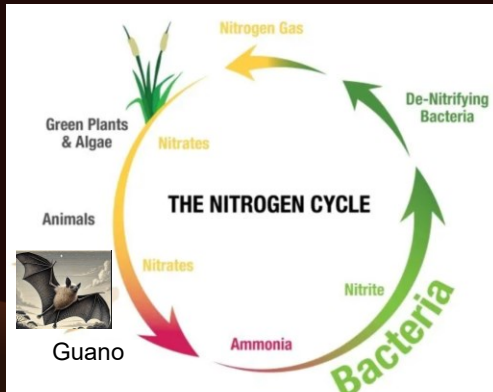 Nitrogen Gas
De-Nitrifying
Bacteria
Green Plants
& Algae
Nitrates
THE NITROGEN CYCLE
Animals
Nitrates
Nitrite
Guano
Ammonia
Bacteria